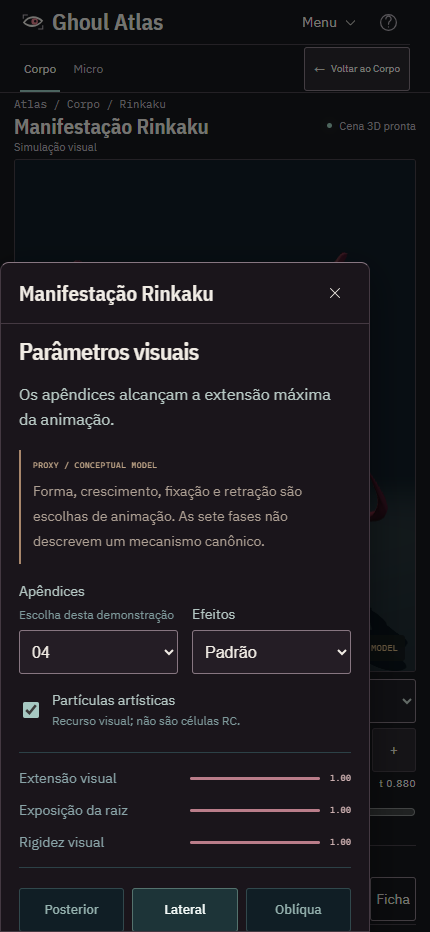 Ghoul Atlas
Menu
Corpo
Micro
← Voltar ao Corpo
Atlas / Corpo / Rinkaku
Manifestação Rinkaku
Cena 3D pronta
Simulação visual
Manifestação Rinkaku
Parâmetros visuais
Os apêndices alcançam a extensão máxima
da animação.
PROXY / CONCEPTUAL MODEL
Forma, crescimento, fixação e retração são
escolhas de animação. As sete fases não
descrevem um mecanismo canônico.
Apêndices
Escolha desta demonstração
Efeitos
04
Padrão
MODEL
Partículas artísticas
Recurso visual; não são células RC.
+
Extensão visual
1.00
t 0.880
Exposição da raiz
1.00
Rigidez visual
1.00
Posterior
Lateral
Oblíqua
Ficha